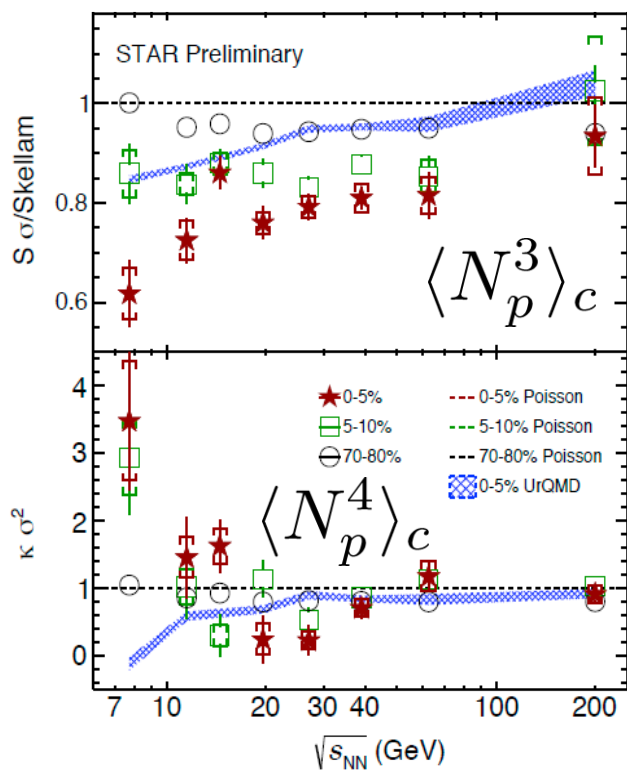 STAR Preliminary
S σ/Skellam
1
0.8
0.6
⟨N_p^3⟩_c
κ σ²
4
3
2
1
0
0-5%
5-10%
70-80%
0-5% Poisson
5-10% Poisson
70-80% Poisson
0-5% UrQMD
⟨N_p^4⟩_c
7 10 20 30 40 100 200
√s_NN (GeV)